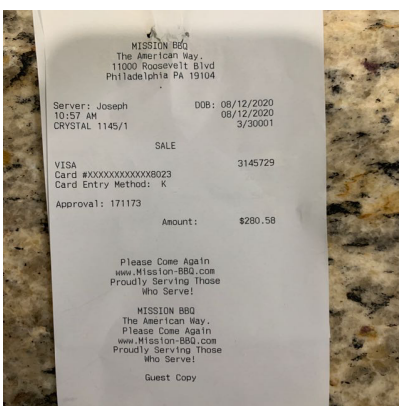 MISSION BBQ
The American Way.
11000 Roosevelt Blvd
Philadelphia PA 19104
Server: Joseph DOB: 08/12/2020
10:57 AM 08/12/2020
CRYSTAL 1145/1 3/30001
SALE
VISA 3145729
Card #XXXXXXXXXXXX8023
Card Entry Method: K
Approval: 171173
Amount: $280.58
Please Come Again
www.Mission-BBQ.com
Proudly Serving Those
Who Serve!
MISSION BBQ
The American Way.
Please Come Again
www.Mission-BBQ.com
Proudly Serving Those
Who Serve!
Guest Copy